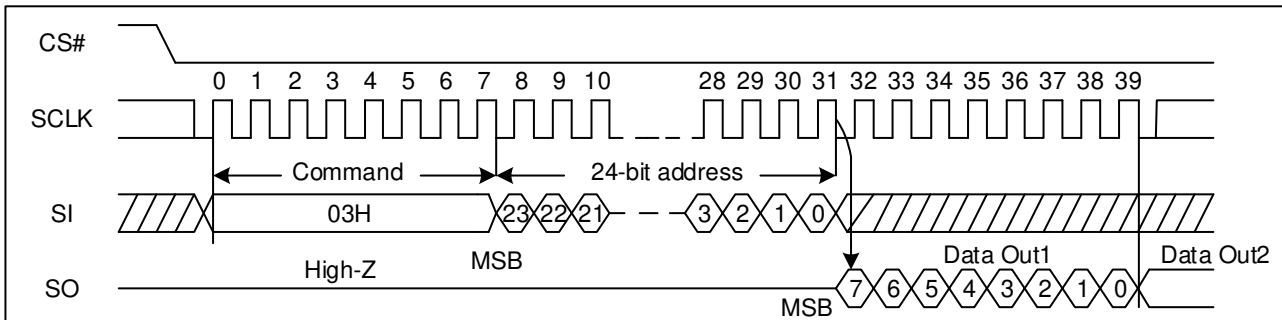 CS#
0 1 2 3 4 5 6 7 8 9 10 28 29 30 31 32 33 34 35 36 37 38 39
SCLK
Command 24-bit address
SI 03H 23 22 21 3 2 1 0
High-Z MSB Data Out1 Data Out2
SO 7 6 5 4 3 2 1 0
MSB